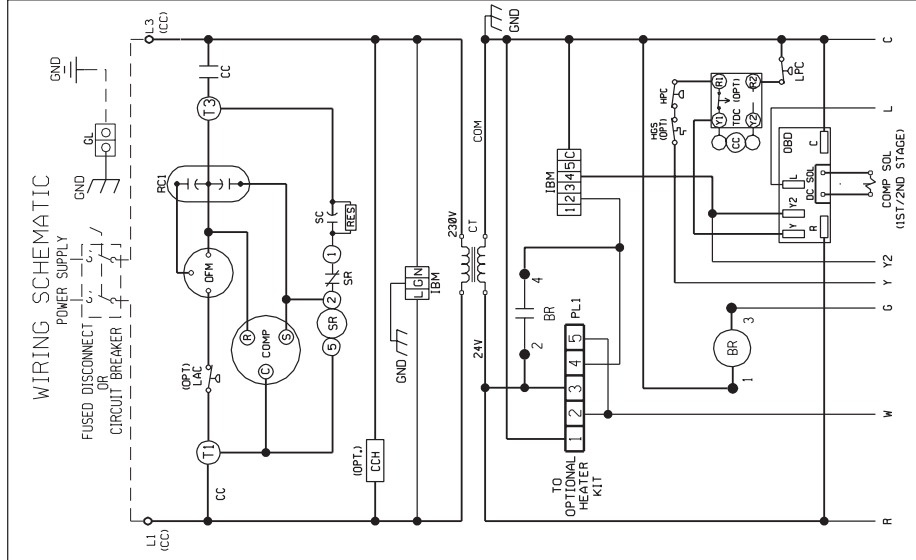 WIRING SCHEMATIC
POWER SUPPLY
FUSED DISCONNECT
OR
CIRCUIT BREAKER
GND
GL
GND
L1
(CC)
L3
(CC)
CC
T1
(OPT)
LAC
OFM
RC1
T3
CC
C
COMP
R
S
5
SR
2
SR
1
SC
RES
(OPT.)
CCH
GND
L G N
IBM
230V
CT
24V
COM
GND
TO
OPTIONAL
HEATER
KIT
1 2 3 4 5
PL1
2
BR
4
IBM
1 2 3 4 5 C
1
BR
3
HGS
(OPT)
HPC
Y1
R1
TDC (OPT)
Y2
R2
CC
LPC
OBD
Y
Y2
L
R
DC SOL
C
COMP SOL
(1ST/2ND STAGE)
R
W
G
Y
Y2
L
C